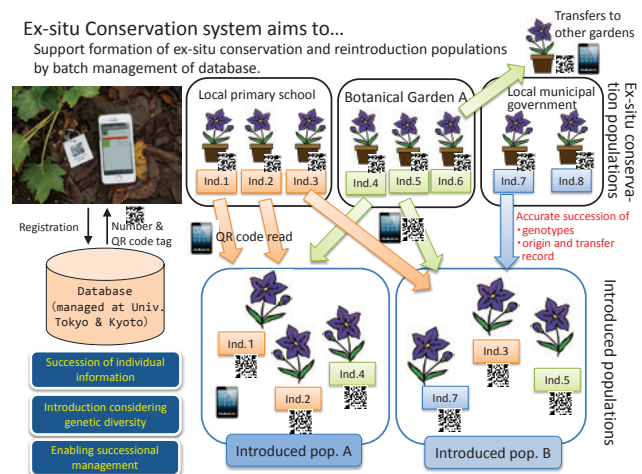 Ex-situ Conservation system aims to…
Support formation of ex-situ conservation and reintroduction populations
by batch management of database.
Transfers to
other gardens
Local primary school
Botanical Garden A
Local municipal
government
Ex-situ conserva-
tion populations
Ind.1
Ind.2
Ind.3
Ind.4
Ind.5
Ind.6
Ind.7
Ind.8
Registration
Number &
QR code tag
QR code read
Accurate succession of
・genotypes
・origin and transfer
record
Database
(managed at Univ.
Tokyo & Kyoto)
Succession of individual
information
Introduction considering
genetic diversity
Enabling successional
management
Ind.1
Ind.2
Ind.4
Ind.3
Ind.5
Ind.7
Introduced pop. A
Introduced pop. B
Introduced populations